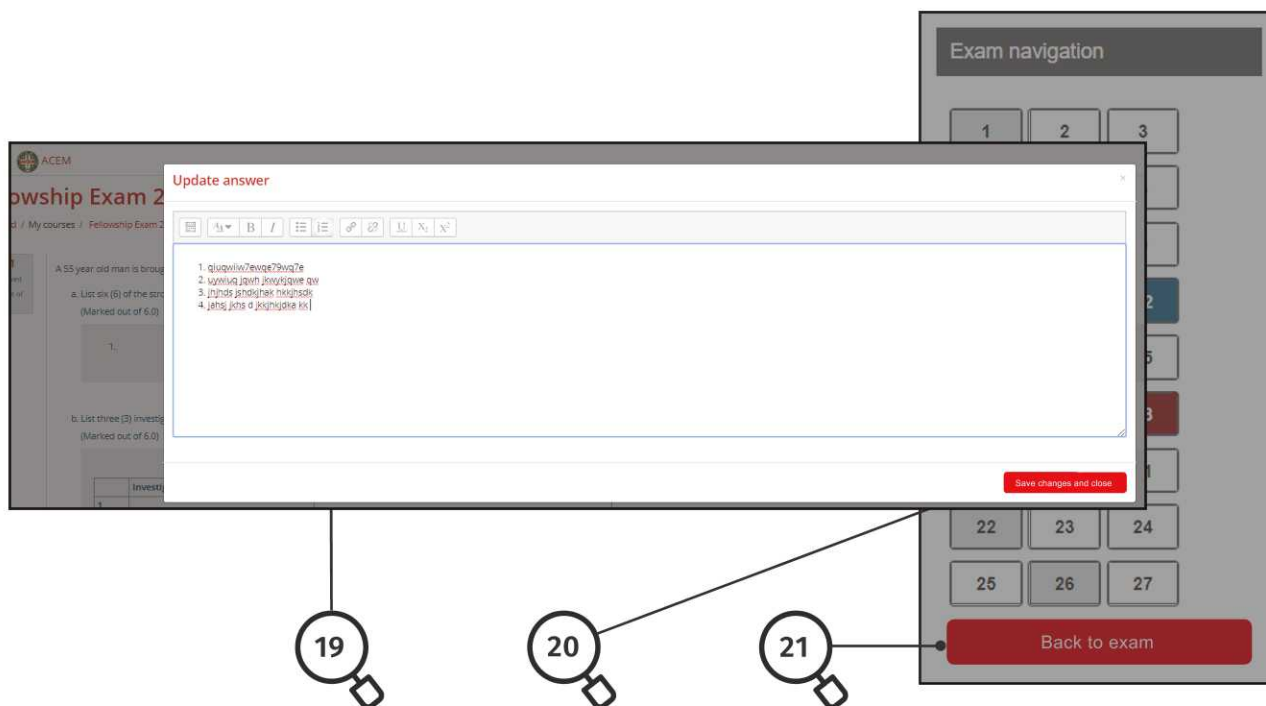 Exam navigation
1 2 3
ACEM
owship Exam 2
d / My courses / Fellowship Exam 2
Update answer
×
B I
U X₂ X²
A 55 year old man is broug
a. List six (6) of the stro
(Marked out of 6.0)
1.
b. List three (3) investig
(Marked out of 6.0)
Investig
1. qiuqwiiw7ewqe79wq7e
2. uywiuq jqwh jkwykjqwe qw
3. jhjhds jshdkjhak hkkjhsdk
4. jahsj jkhs d jkkjhkjdka kk
Save changes and close
2
5
3
1
22 23 24
25 26 27
Back to exam
19 20 21